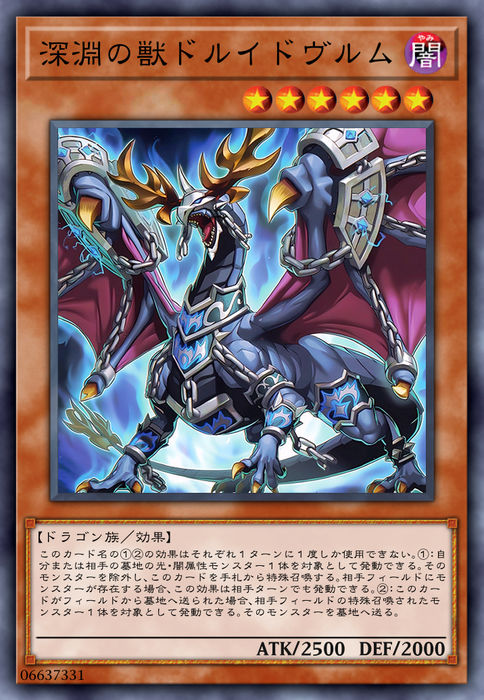 深淵の獣ドルイドヴルム
やみ
闇
【ドラゴン族/効果】
このカード名の①②の効果はそれぞれ1ターンに1度しか使用できない。①:自
分または相手の墓地の光・闇属性モンスター1体を対象として発動できる。その
モンスターを除外し、このカードを手札から特殊召喚する。相手フィールドにモ
ンスターが存在する場合、この効果は相手ターンでも発動できる。②:このカー
ドがフィールドから墓地へ送られた場合、相手フィールドの特殊召喚されたモ
ンスター1体を対象として発動できる。そのモンスターを墓地へ送る。
ATK/2500 DEF/2000
06637331